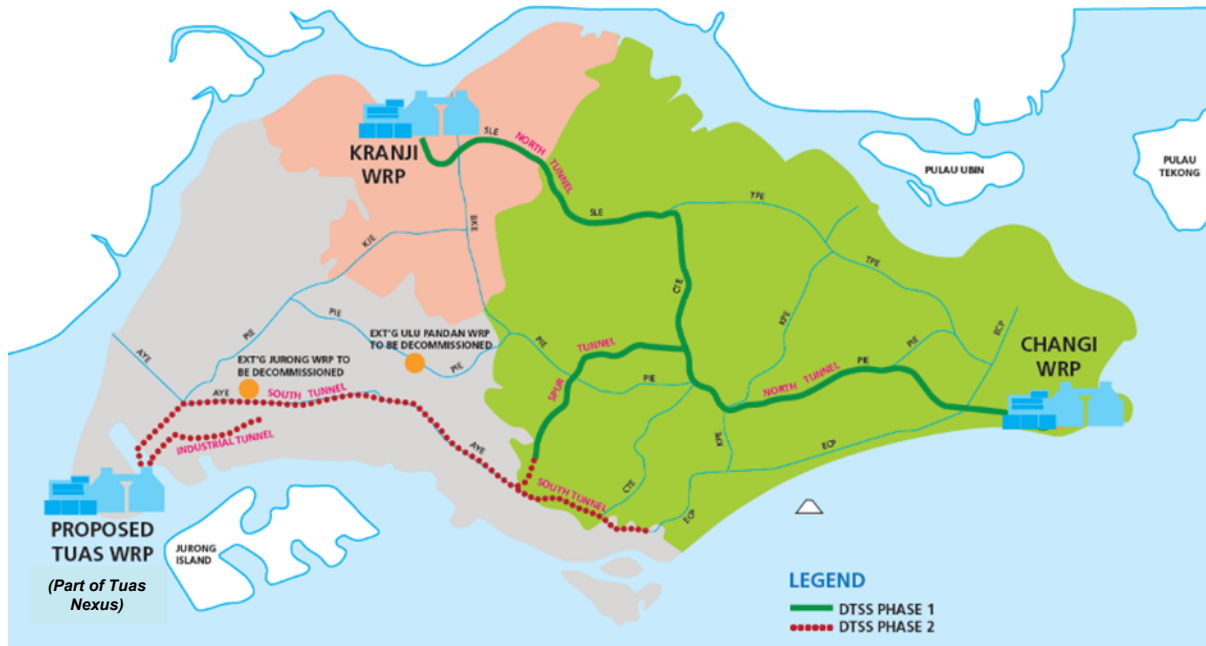 KRANJI
WRP
SLE
NORTH
TUNNEL
SLE
TPE
PULAU UBIN
PULAU
TEKONG
BKE
KJE
TPE
CTE
KPE
PIE
PIE
AYE
EXT'G ULU PANDAN WRP
TO BE DECOMMISSIONED
PIE
PIE
EXT'G JURONG WRP TO
BE DECOMMISSIONED
TUNNEL
SPUR
PIE
NORTH TUNNEL
PIE
PIE
ECP
CHANGI
WRP
AYE
SOUTH TUNNEL
INDUSTRIAL TUNNEL
AYE
KPE
ECP
CTE
SOUTH TUNNEL
ECP
PROPOSED
TUAS WRP
(Part of Tuas
Nexus)
JURONG
ISLAND
LEGEND
DTSS PHASE 1
DTSS PHASE 2